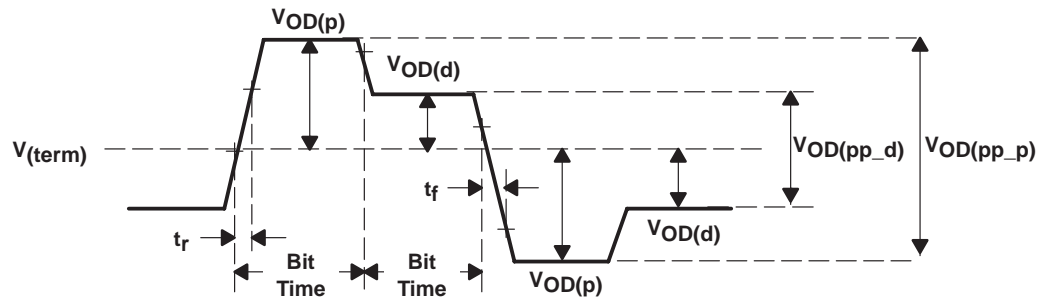 VOD(p)
VOD(d)
V(term)
VOD(pp_d)
VOD(pp_p)
tf
tr
VOD(d)
Bit
Time
Bit
Time
VOD(p)